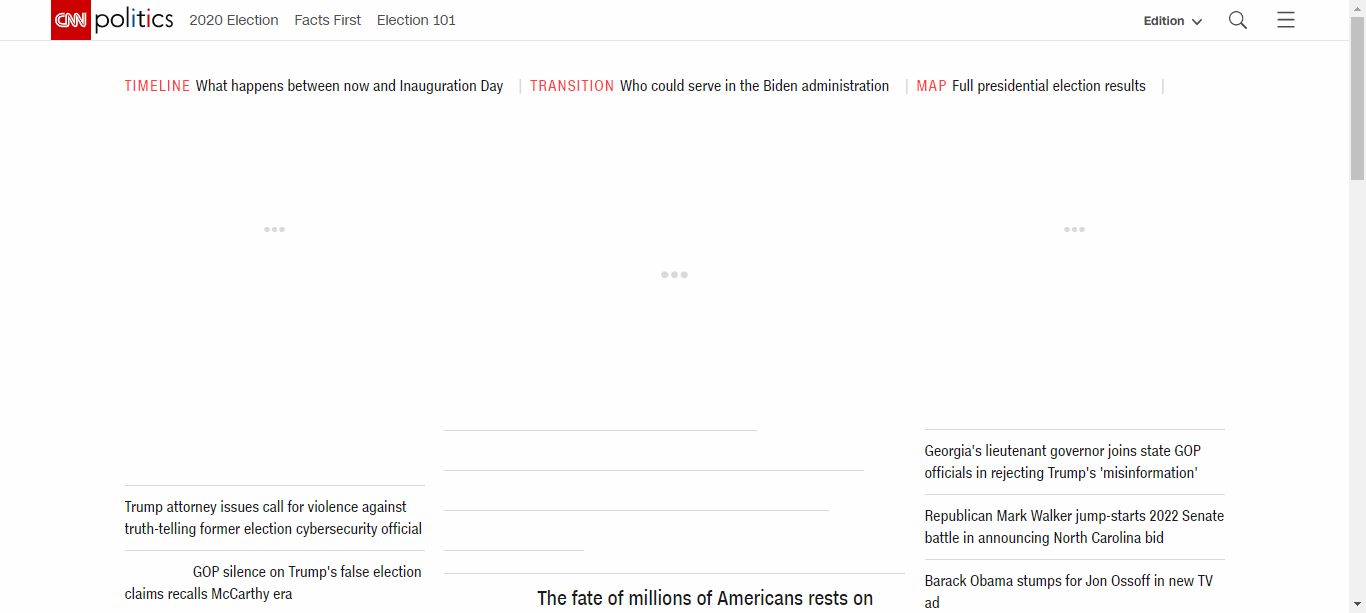 CNN politics 2020 Election Facts First Election 101 Edition
TIMELINE What happens between now and Inauguration Day | TRANSITION Who could serve in the Biden administration | MAP Full presidential election results |
Trump attorney issues call for violence against
truth-telling former election cybersecurity official
GOP silence on Trump's false election
claims recalls McCarthy era
The fate of millions of Americans rests on
Georgia's lieutenant governor joins state GOP
officials in rejecting Trump's 'misinformation'
Republican Mark Walker jump-starts 2022 Senate
battle in announcing North Carolina bid
Barack Obama stumps for Jon Ossoff in new TV
ad